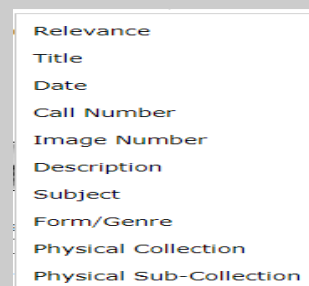 Relevance
Title
Date
Call Number
Image Number
Description
Subject
Form/Genre
Physical Collection
Physical Sub-Collection